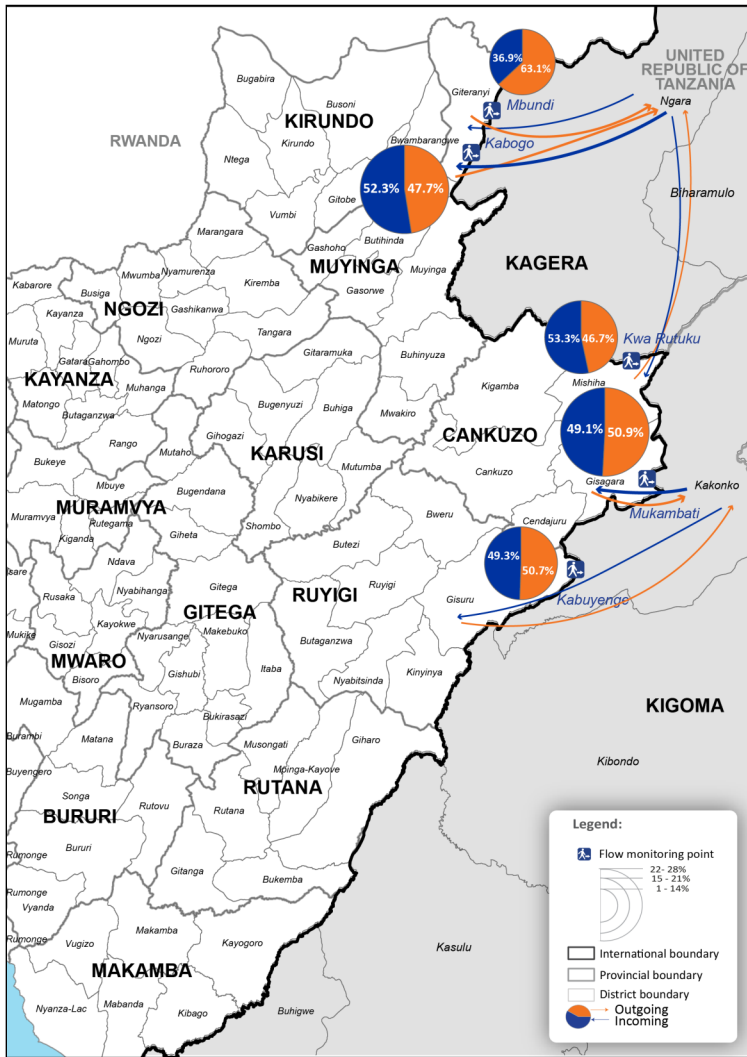 36.9%
63.1%
UNITED
REPUBLIC OF
TANZANIA
Bugabira
Giteranyi
Mbundi
Ngara
Busoni
KIRUNDO
RWANDA
Kirundo
Bwambarangwe
Kabogo
Ntega
52.3%
47.7%
Gitobe
Biharamulo
Vumbi
Marangara
Butihinda
Gashoho
MUYINGA
Muyinga
KAGERA
Mwumba
Nyamurenza
Kabarore
Busiga
Kiremba
Gasorwe
Kayanza
NGOZI
Gashikanwa
Muruta
Ngozi
Tangara
53.3%
46.7%
Kwa Rutuku
Gitaramuka
Buhinyuza
Gatara
Gahombo
KAYANZA
Ruhororo
Kigamba
Mishiha
Muhanga
Matongo
Bugenyuzi
Buhiga
Butaganzwa
Mwakiro
Gihogazi
CANKUZO
49.1%
50.9%
Rango
Mutaho
KARUSI
Bukeye
Mutumba
Cankuzo
Gisagara
Kakonko
Mbuye
Bugendana
Nyabikere
MURAMVYA
Mukambati
Muramvya
Rutegama
Bweru
Cendajuru
Kiganda
Giheta
Shombo
Butezi
49.3%
50.7%
Ndava
isare
Nyabihanga
Gitega
Ruyigi
RUYIGI
Rusaka
GITEGA
Gisuru
Kabuyenge
Kayokwe
Makebuko
Mukike
Nyarusange
Butaganzwa
Gisozi
MWARO
Gishubi
Itaba
Kinyinya
Bisoro
Nyabitsinda
Mugamba
Ryansoro
Bukirasazi
KIGOMA
Burambi
Matana
Buraza
Musongati
Giharo
Buyengero
Mpinga-Kayove
Kibondo
RUTANA
Songa
Rutovu
Rutana
BURURI
Bururi
Rumonge
Gitanga
Bukemba
Rumonge
Vyanda
Makamba
Rumonge
Vugizo
Kayogoro
Kasulu
MAKAMBA
Nyanza-Lac
Mabanda
Kibago
Buhigwe
Legend:
Flow monitoring point
22- 28%
15 - 21%
1 - 14%
International boundary
Provincial boundary
District boundary
Outgoing
Incoming